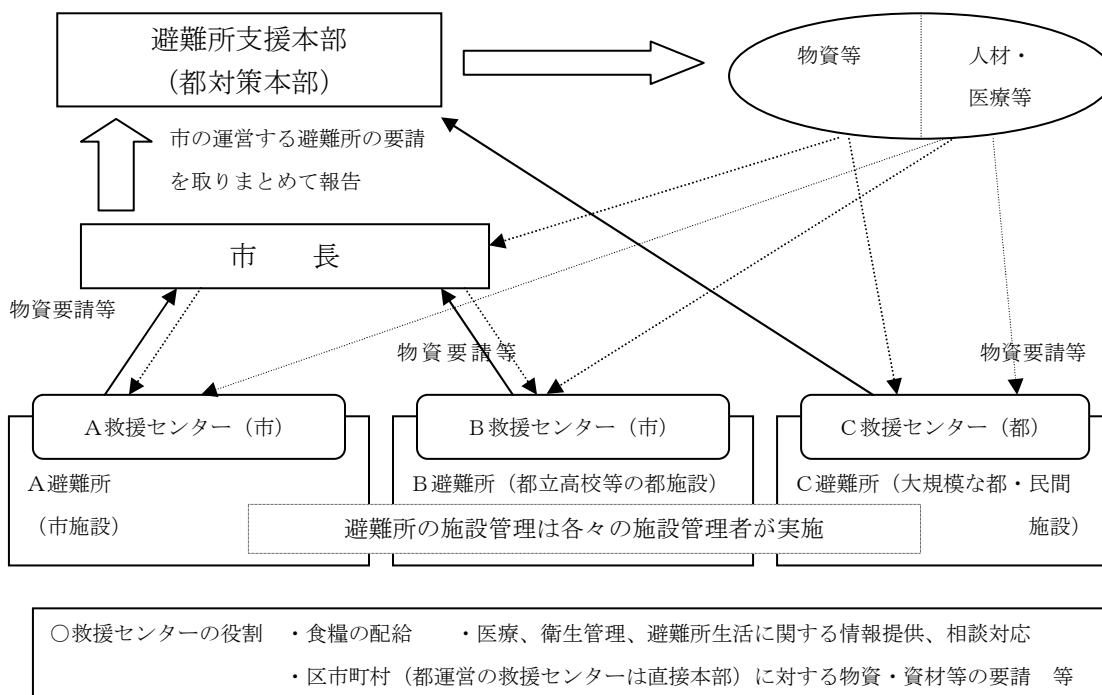 避難所支援本部
（都対策本部）
物資等
人材・
医療等
市の運営する避難所の要請
を取りまとめて報告
市　　長
物資要請等
物資要請等
物資要請等
Ａ救援センター（市）
Ｂ救援センター（市）
Ｃ救援センター（都）
Ａ避難所
（市施設）
Ｂ避難所（都立高校等の都施設）
Ｃ避難所（大規模な都・民間
施設）
避難所の施設管理は各々の施設管理者が実施
○救援センターの役割　・食糧の配給　　・医療、衛生管理、避難所生活に関する情報提供、相談対応
・区市町村（都運営の救援センターは直接本部）に対する物資・資材等の要請　等